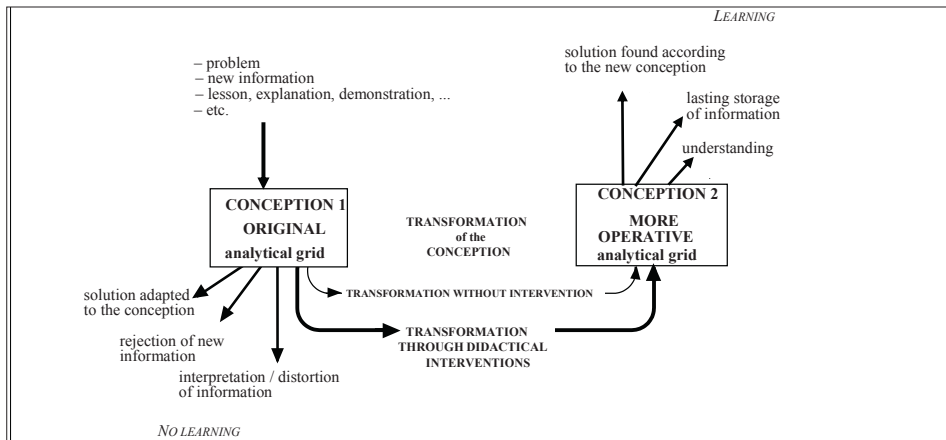 LEARNING
– problem
– new information
– lesson, explanation, demonstration, ...
– etc.
solution found according
to the new conception
lasting storage
of information
understanding
CONCEPTION 1
ORIGINAL
analytical grid
TRANSFORMATION
of the
CONCEPTION
CONCEPTION 2
MORE
OPERATIVE
analytical grid
TRANSFORMATION WITHOUT INTERVENTION
solution adapted
to the conception
rejection of new
information
interpretation / distortion
of information
TRANSFORMATION
THROUGH DIDACTICAL
INTERVENTIONS
NO LEARNING